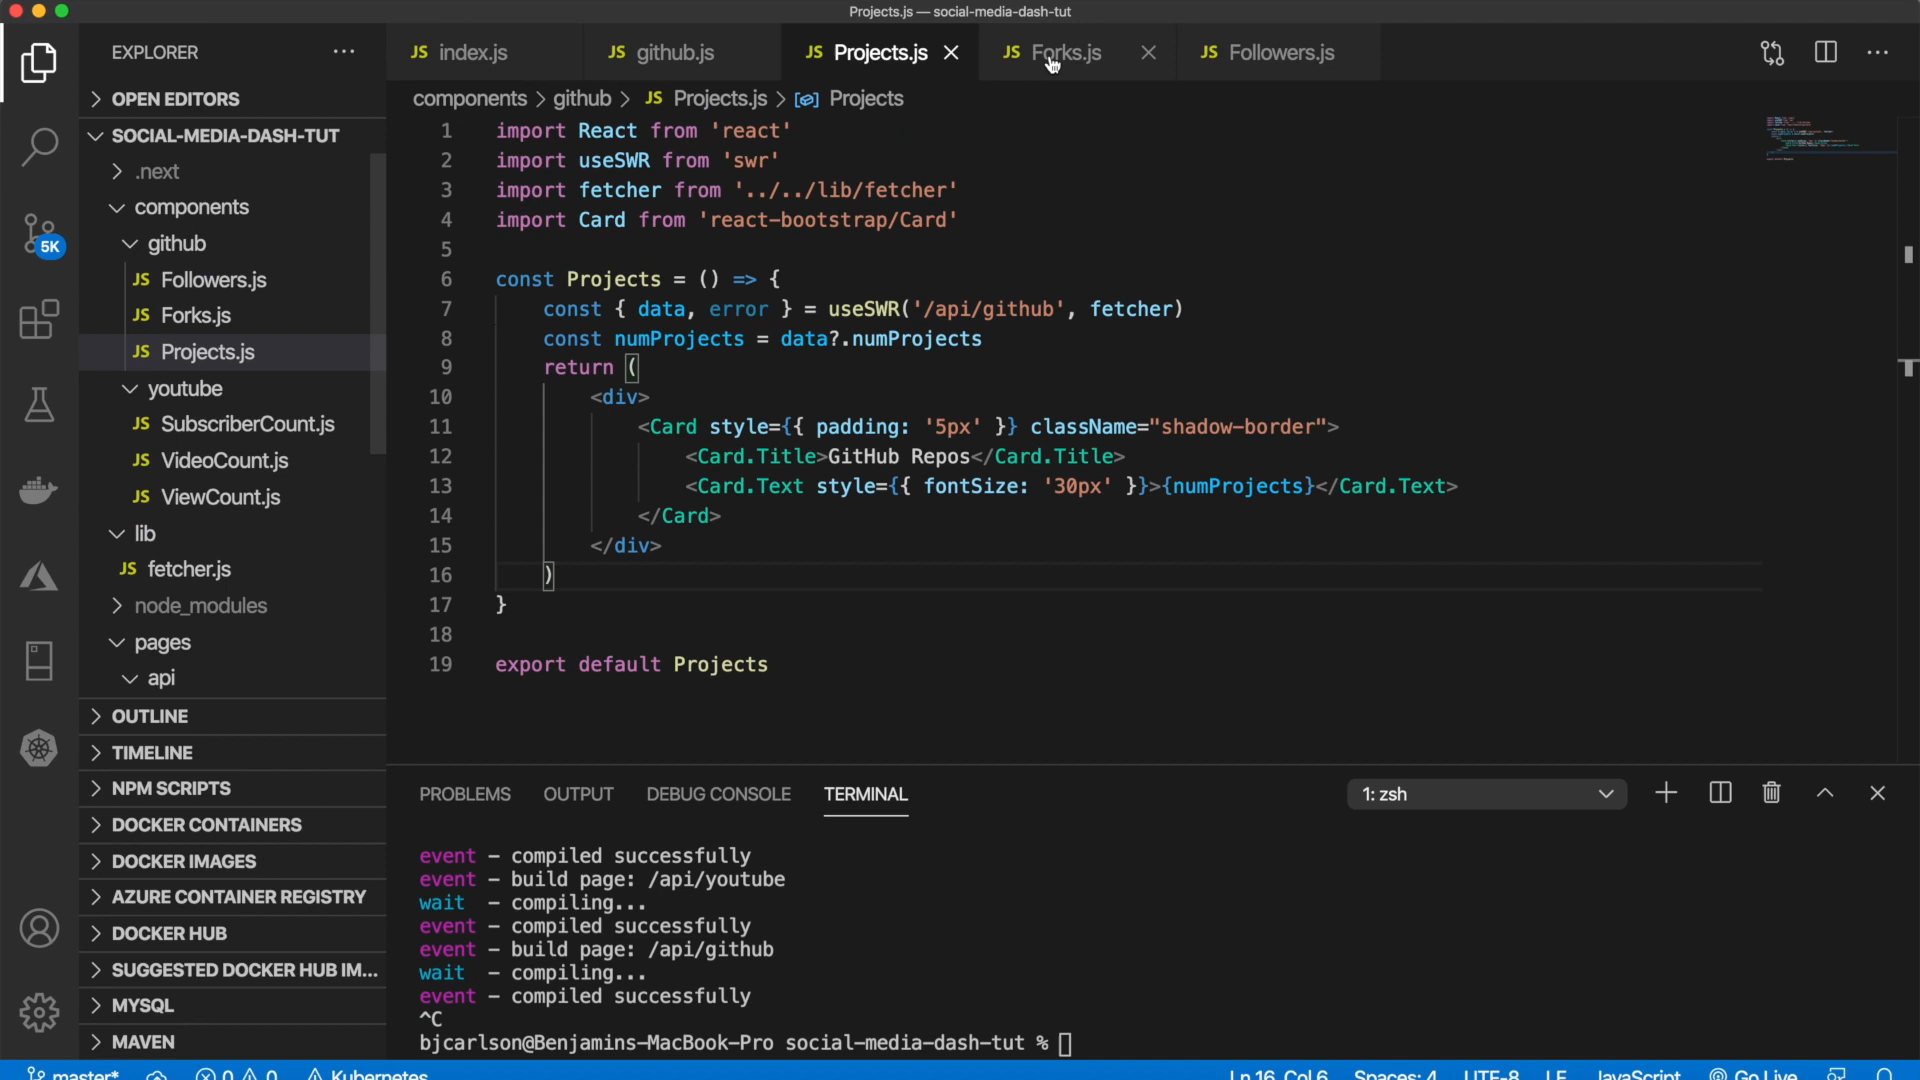 Projects.js — social-media-dash-tut
EXPLORER
JS index.js
JS github.js
JS Projects.js
JS Forks.js
JS Followers.js
OPEN EDITORS
SOCIAL-MEDIA-DASH-TUT
.next
components
github
JS Followers.js
JS Forks.js
JS Projects.js
youtube
JS SubscriberCount.js
JS VideoCount.js
JS ViewCount.js
lib
JS fetcher.js
node_modules
pages
api
OUTLINE
TIMELINE
NPM SCRIPTS
DOCKER CONTAINERS
DOCKER IMAGES
AZURE CONTAINER REGISTRY
DOCKER HUB
SUGGESTED DOCKER HUB IM...
MYSQL
MAVEN
5K
components > github > JS Projects.js > Projects
1 import React from 'react'
2 import useSWR from 'swr'
3 import fetcher from '../../lib/fetcher'
4 import Card from 'react-bootstrap/Card'
5
6 const Projects = () => {
7 const { data, error } = useSWR('/api/github', fetcher)
8 const numProjects = data?.numProjects
9 return (
10 <div>
11 <Card style={{ padding: '5px' }} className="shadow-border">
12 <Card.Title>GitHub Repos</Card.Title>
13 <Card.Text style={{ fontSize: '30px' }}>{numProjects}</Card.Text>
14 </Card>
15 </div>
16 )
17 }
18
19 export default Projects
PROBLEMS OUTPUT DEBUG CONSOLE TERMINAL
1: zsh
event - compiled successfully
event - build page: /api/youtube
wait - compiling...
event - compiled successfully
event - build page: /api/github
wait - compiling...
event - compiled successfully
^C
bjcarlson@Benjamins-MacBook-Pro social-media-dash-tut %
master* 0 0 Kubernetes
Ln 16, Col 6 Spaces: 4 UTF-8 LF JavaScript Go Live